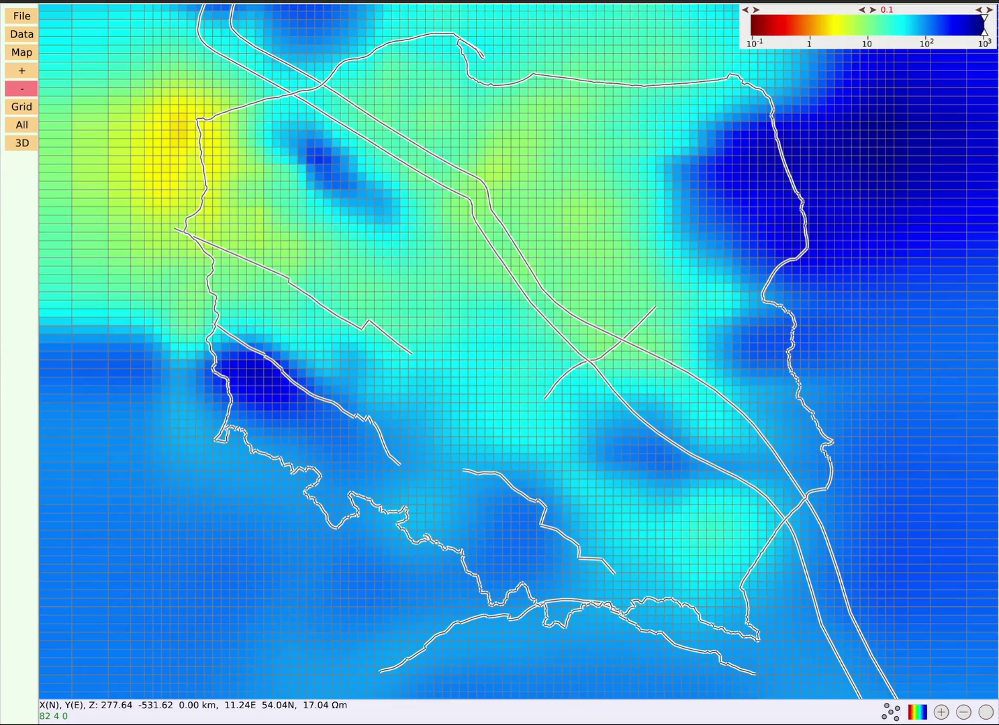 File
Data
Map
+
-
Grid
All
3D
0.1
10-1 1 10 10² 10³
X(N), Y(E), Z: 277.64 -531.62 0.00 km, 11.24E 54.04N, 17.04 Ωm
82 4 0